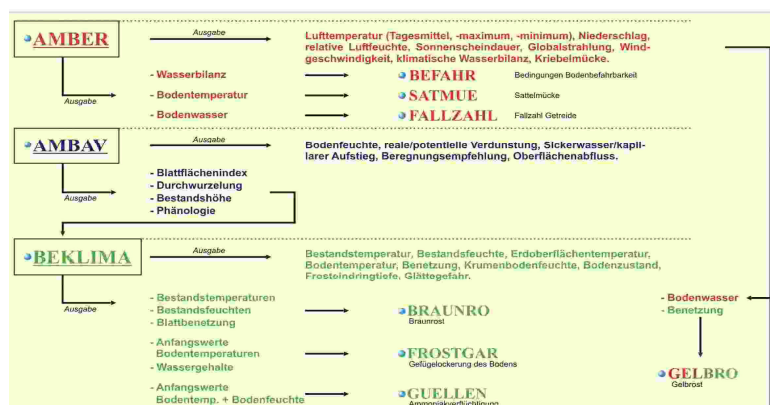 AMBER
Ausgabe
Lufttemperatur (Tagesmittel, -maximum, -minimum), Niederschlag,
relative Luftfeuchte, Sonnenscheindauer, Globalstrahlung, Wind-
geschwindigkeit, klimatische Wasserbilanz, Kriebelmücke.
Ausgabe
- Wasserbilanz
BEFAHR
Bedingungen Bodenbefahrbarkeit
- Bodentemperatur
SATMUE
Sattelmücke
- Bodenwasser
FALLZAHL
Fallzahl Getreide
AMBAV
Ausgabe
Bodenfeuchte, reale/potentielle Verdunstung, Sickerwasser/kapil-
larer Aufstieg, Beregnungsempfehlung, Oberflächenabfluss.
Ausgabe
- Blattflächenindex
- Durchwurzelung
- Bestandshöhe
- Phänologie
BEKLIMA
Ausgabe
Bestandstemperatur, Bestandsfeuchte, Erdoberflächentemperatur,
Bodentemperatur, Benetzung, Krumenbodenfeuchte, Bodenzustand,
Frosteindringtiefe, Glättegefahr.
Ausgabe
- Bestandstemperaturen
- Bestandsfeuchten
- Blattbenetzung
BRAUNRO
Braunrost
- Anfangswerte
Bodentemperaturen
- Wassergehalte
FROSTGAR
Gefügelockerung des Bodens
- Anfangswerte
Bodentemp. + Bodenfeuchte
GUELLEN
Ammoniakverflüchtigung
- Bodenwasser
- Benetzung
GELBRO
Gelbrost